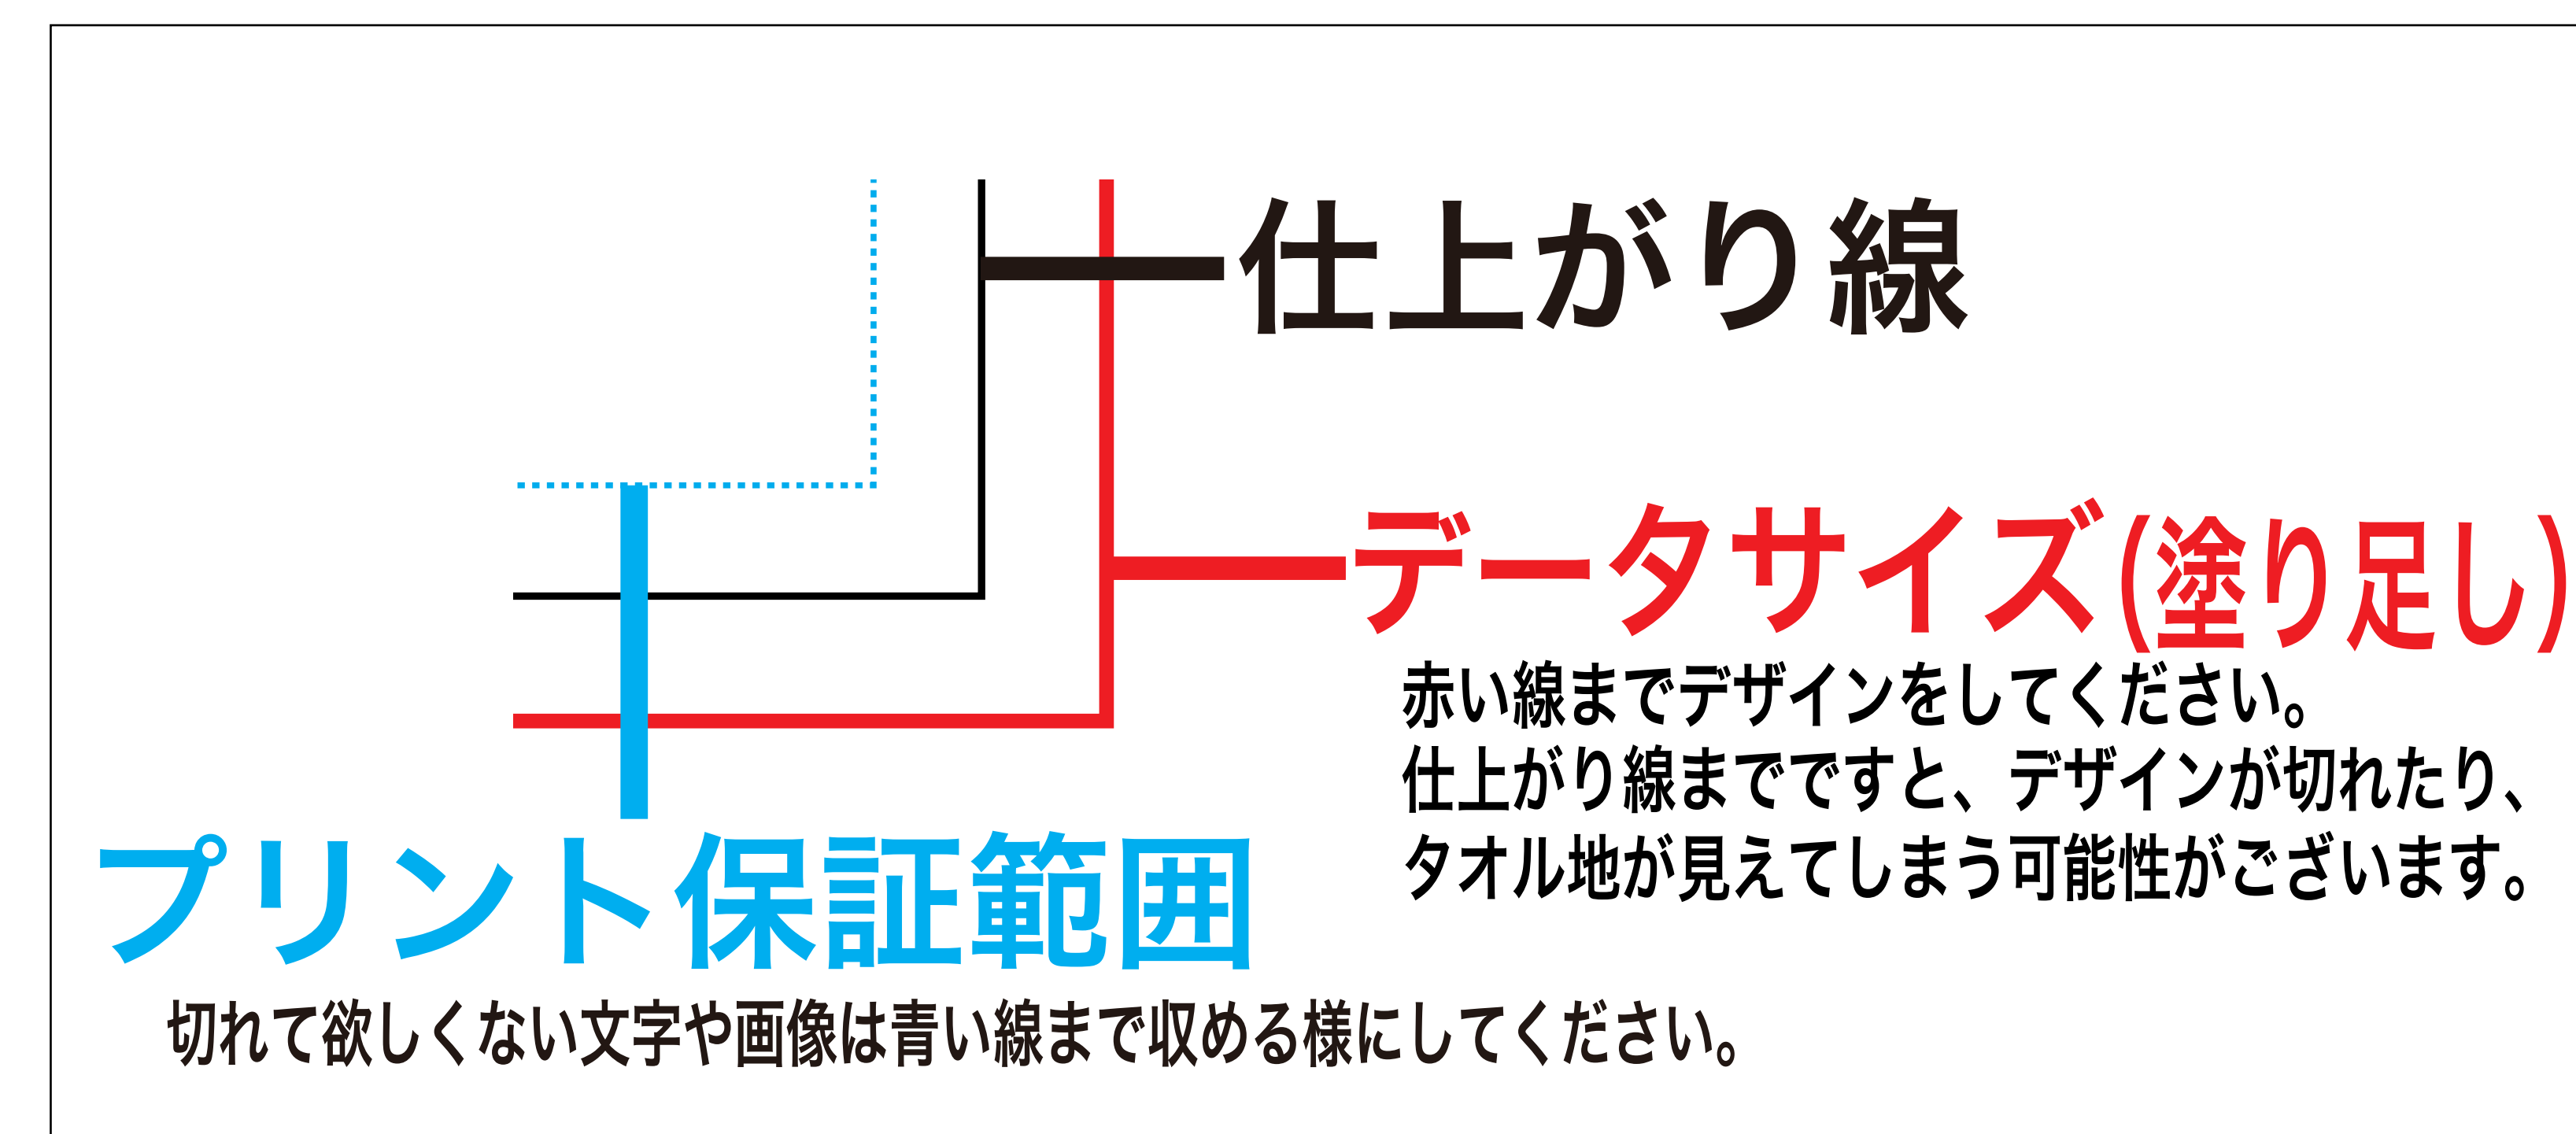 仕上がり線
データサイズ(塗り足し)
赤い線までデザインをしてください。
仕上がり線までですと、デザインが切れたり、
タオル地が見えてしまう可能性がございます。
プリント保証範囲
切れて欲しくない文字や画像は青い線まで収める様にしてください。